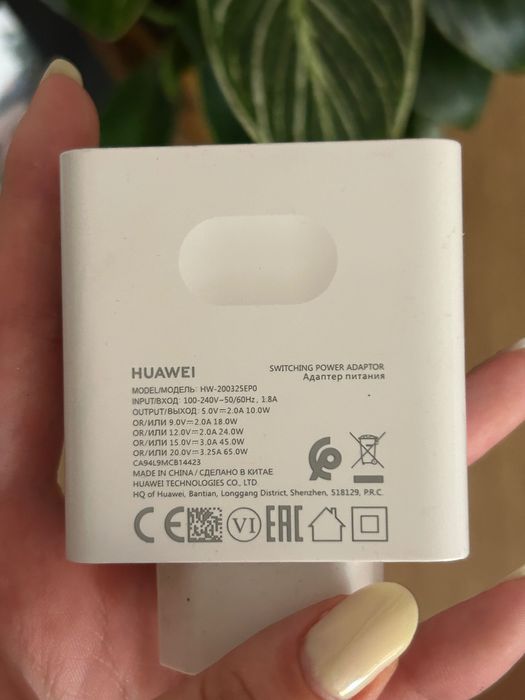 HUAWEI
SWITCHING POWER ADAPTOR
Адаптер питания
MODEL/МОДЕЛЬ: HW-200325EP0
INPUT/ВХОД: 100-240V~50/60Hz, 1.8A
OUTPUT/ВЫХОД: 5.0V⎓2.0A 10.0W
OR/ИЛИ 9.0V⎓2.0A 18.0W
OR/ИЛИ 12.0V⎓2.0A 24.0W
OR/ИЛИ 15.0V⎓3.0A 45.0W
OR/ИЛИ 20.0V⎓3.25A 65.0W
CA94L9MCB14423
MADE IN CHINA / СДЕЛАНО В КИТАЕ
HUAWEI TECHNOLOGIES CO., LTD
HQ of Huawei, Bantian, Longgang District, Shenzhen, 518129, P.R.C.
CE VI EAC